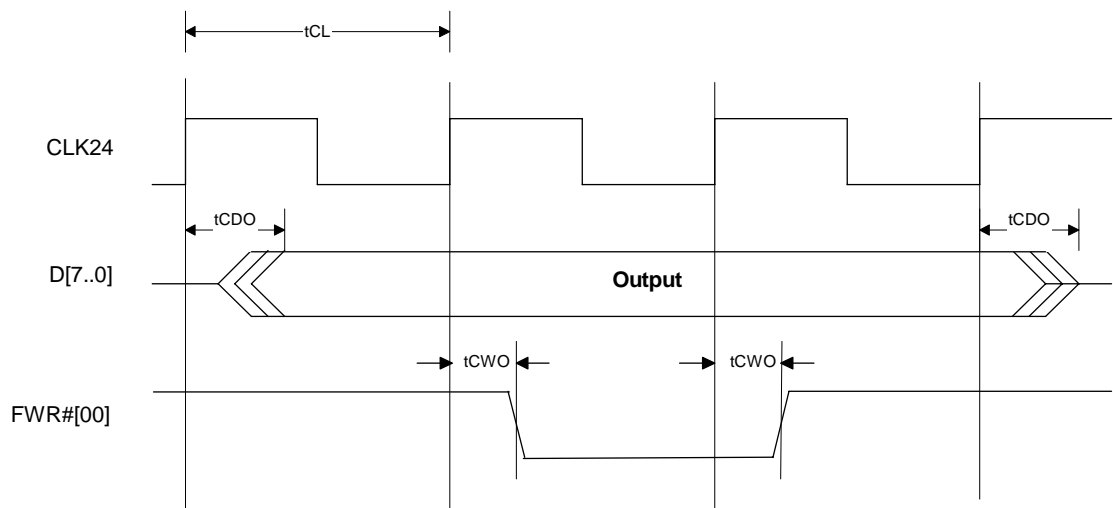 tCL
CLK24
tCDO
tCDO
D[7..0]
Output
tCWO
tCWO
FWR#[00]